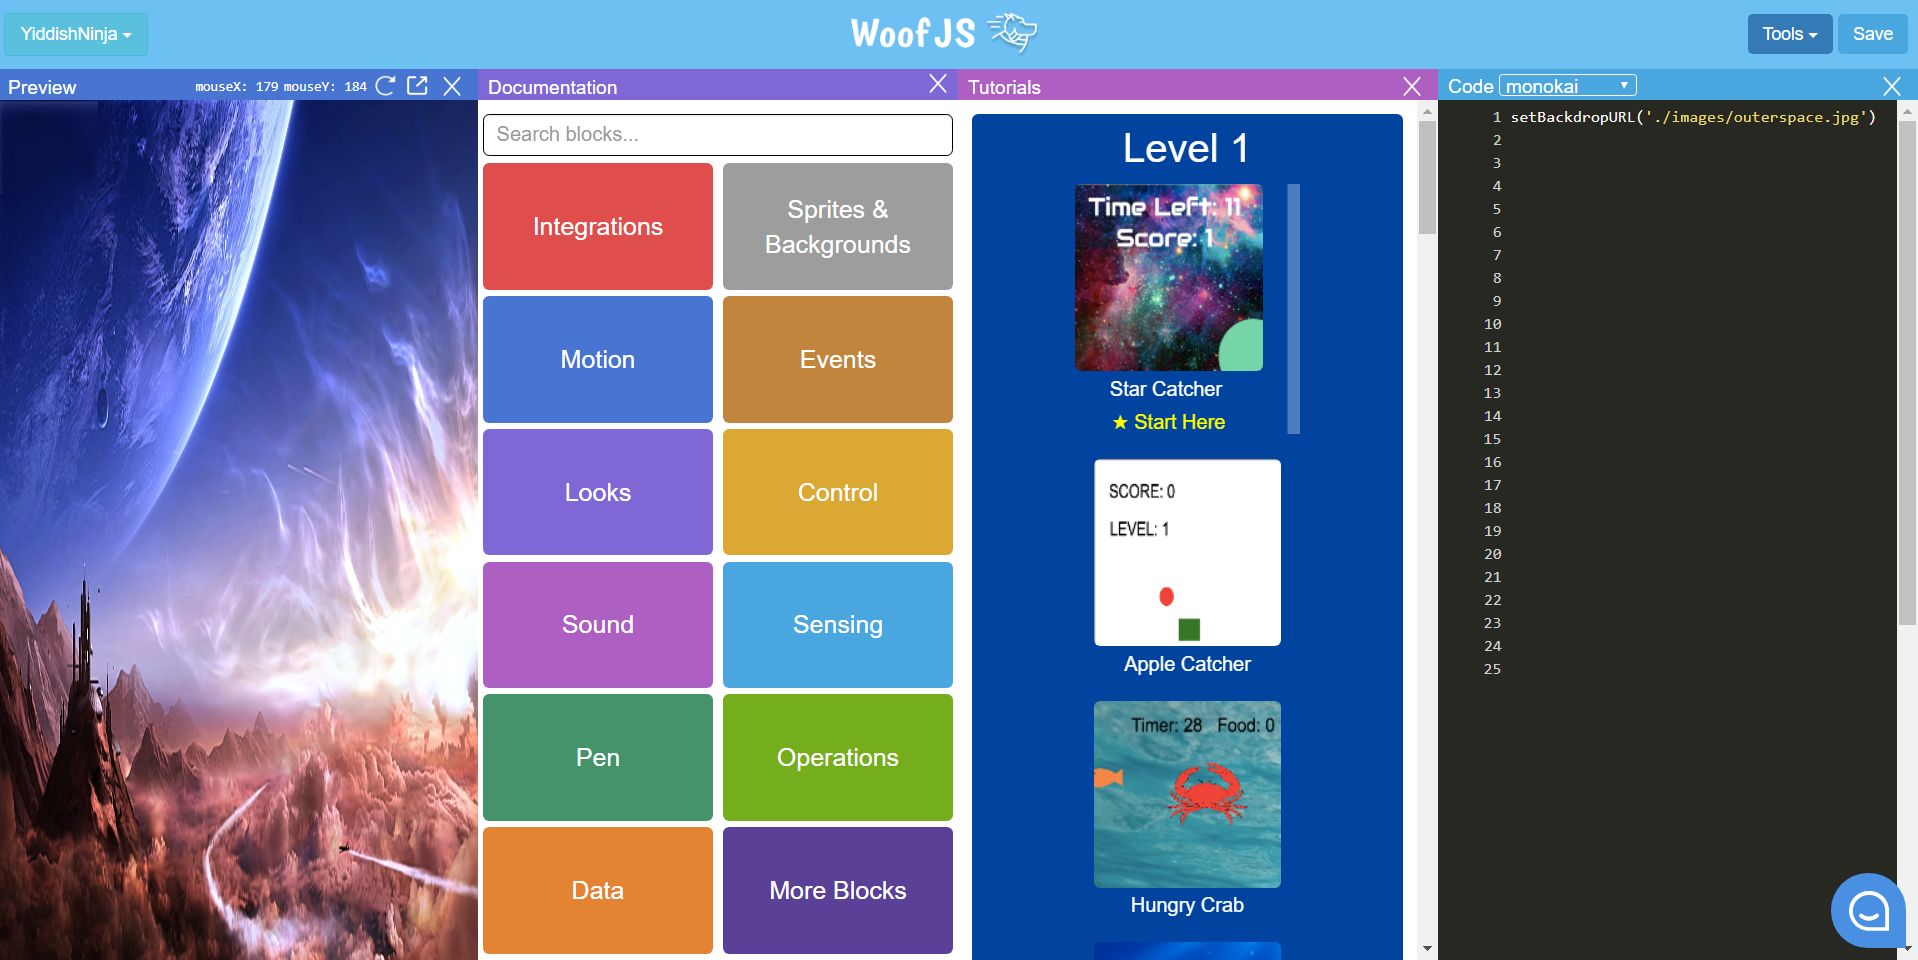 YiddishNinja
WoofJS
Tools
Save
Preview
mouseX: 179 mouseY: 184
Documentation
Tutorials
Code
monokai
Search blocks...
Integrations
Sprites &
Backgrounds
Motion
Events
Looks
Control
Sound
Sensing
Pen
Operations
Data
More Blocks
Level 1
Time Left: 11
Score: 1
Star Catcher
★ Start Here
SCORE: 0
LEVEL: 1
Apple Catcher
Timer: 28 Food: 0
Hungry Crab
1 setBackdropURL('./images/outerspace.jpg')
2
3
4
5
6
7
8
9
10
11
12
13
14
15
16
17
18
19
20
21
22
23
24
25